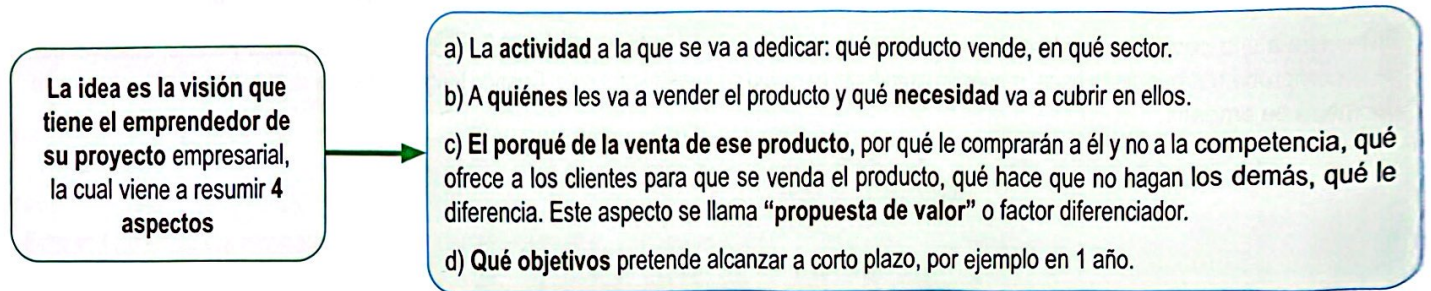 La idea es la visión que
tiene el emprendedor de
su proyecto empresarial,
la cual viene a resumir 4
aspectos
a) La actividad a la que se va a dedicar: qué producto vende, en qué sector.
b) A quiénes les va a vender el producto y qué necesidad va a cubrir en ellos.
c) El porqué de la venta de ese producto, por qué le comprarán a él y no a la competencia, qué
ofrece a los clientes para que se venda el producto, qué hace que no hagan los demás, qué le
diferencia. Este aspecto se llama “propuesta de valor” o factor diferenciador.
d) Qué objetivos pretende alcanzar a corto plazo, por ejemplo en 1 año.